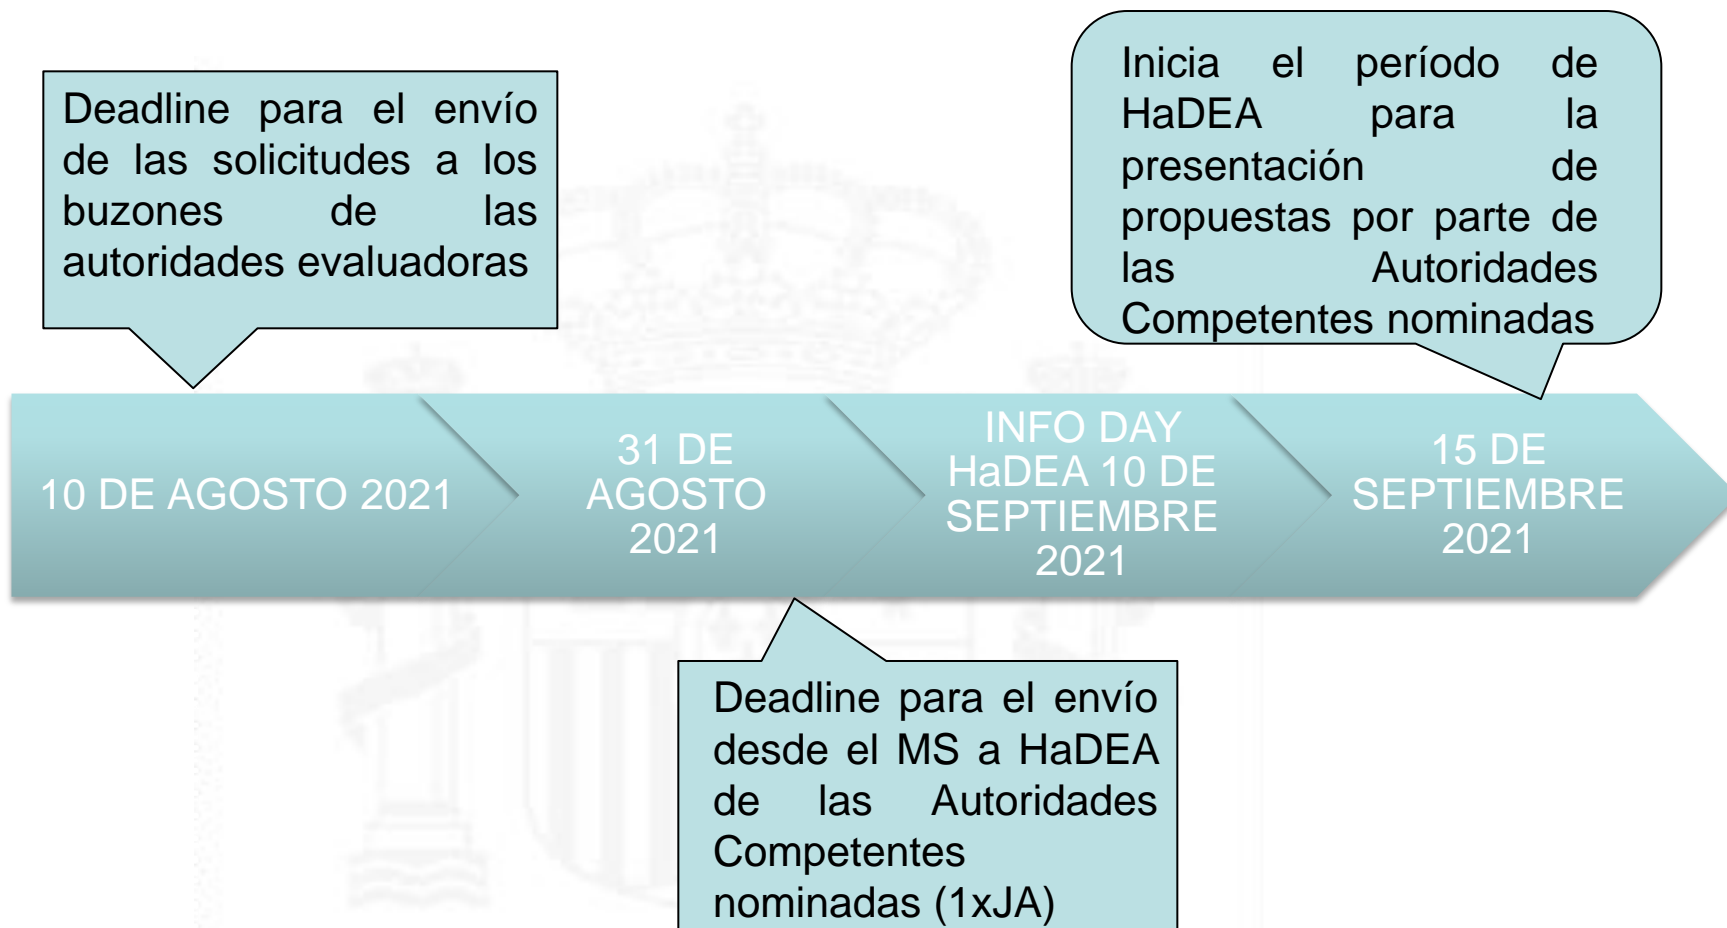 Deadline para el envío
de las solicitudes a los
buzones de las
autoridades evaluadoras
Inicia el período de
HaDEA para la
presentación de
propuestas por parte de
las Autoridades
Competentes nominadas
10 DE AGOSTO 2021
31 DE
AGOSTO
2021
INFO DAY
HaDEA 10 DE
SEPTIEMBRE
2021
15 DE
SEPTIEMBRE
2021
Deadline para el envío
desde el MS a HaDEA
de las Autoridades
Competentes
nominadas (1xJA)